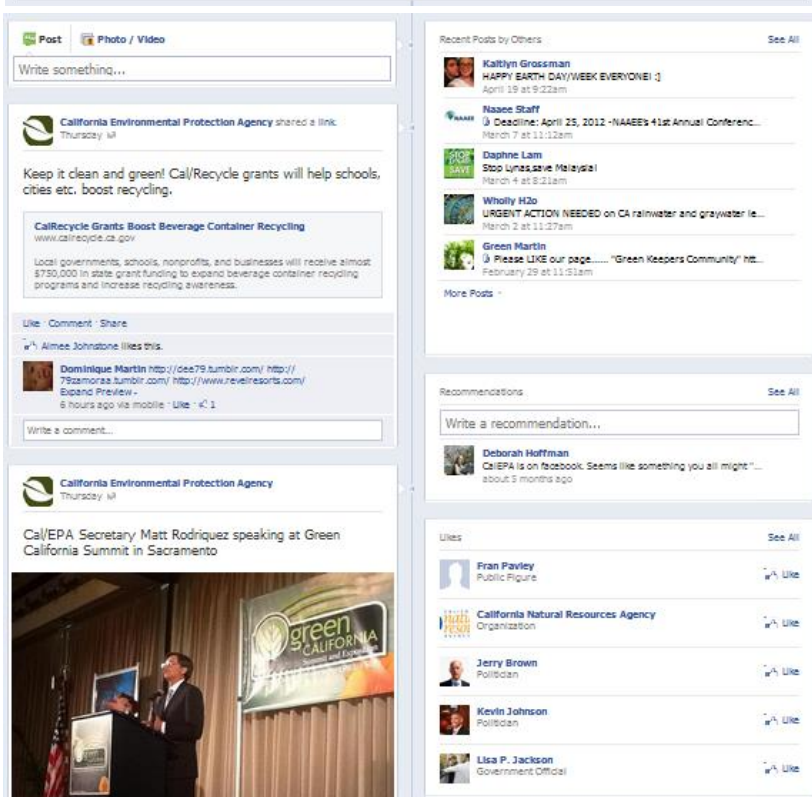 Post
Photo / Video
Write something...
California Environmental Protection Agency shared a link.
Thursday
Keep it clean and green! Cal/Recycle grants will help schools,
cities etc. boost recycling.
CalRecycle Grants Boost Beverage Container Recycling
www.calrecycle.ca.gov
Local governments, schools, nonprofits, and businesses will receive almost
$750,000 in state grant funding to expand beverage container recycling
programs and increase recycling awareness.
Like · Comment · Share
Aimee Johnstone likes this.
Dominique Martin http://dee79.tumblr.com/ http://
79zamoraa.tumblr.com/ http://www.revelresorts.com/
Expand Preview
6 hours ago via mobile · Like · 1
Write a comment...
California Environmental Protection Agency
Thursday
Cal/EPA Secretary Matt Rodriquez speaking at Green
California Summit in Sacramento
green
CALIFORNIA
Summit and Exposition
green
CALIFORNIA
Recent Posts by Others
See All
Kaitlyn Grossman
HAPPY EARTH DAY/WEEK EVERYONE! :]
April 19 at 9:22am
NAAEE
Naaee Staff
Deadline: April 25, 2012 -NAAEE's 41st Annual Conferenc...
March 7 at 11:12am
STOP
SAVE
Daphne Lam
Stop Lynas,save Malaysia!
March 4 at 8:21am
Wholly H2o
URGENT ACTION NEEDED on CA rainwater and graywater le...
March 2 at 11:27am
Green Martin
Please LIKE our page...... "Green Keepers Community" htt...
February 29 at 11:51am
More Posts
Recommendations
See All
Write a recommendation...
Deborah Hoffman
CalEPA is on facebook. Seems like something you all might "...
about 5 months ago
Likes
See All
Fran Pavley
Public Figure
Like
California Natural Resources Agency
Organization
Like
Jerry Brown
Politician
Like
Kevin Johnson
Politician
Like
Lisa P. Jackson
Government Official
Like